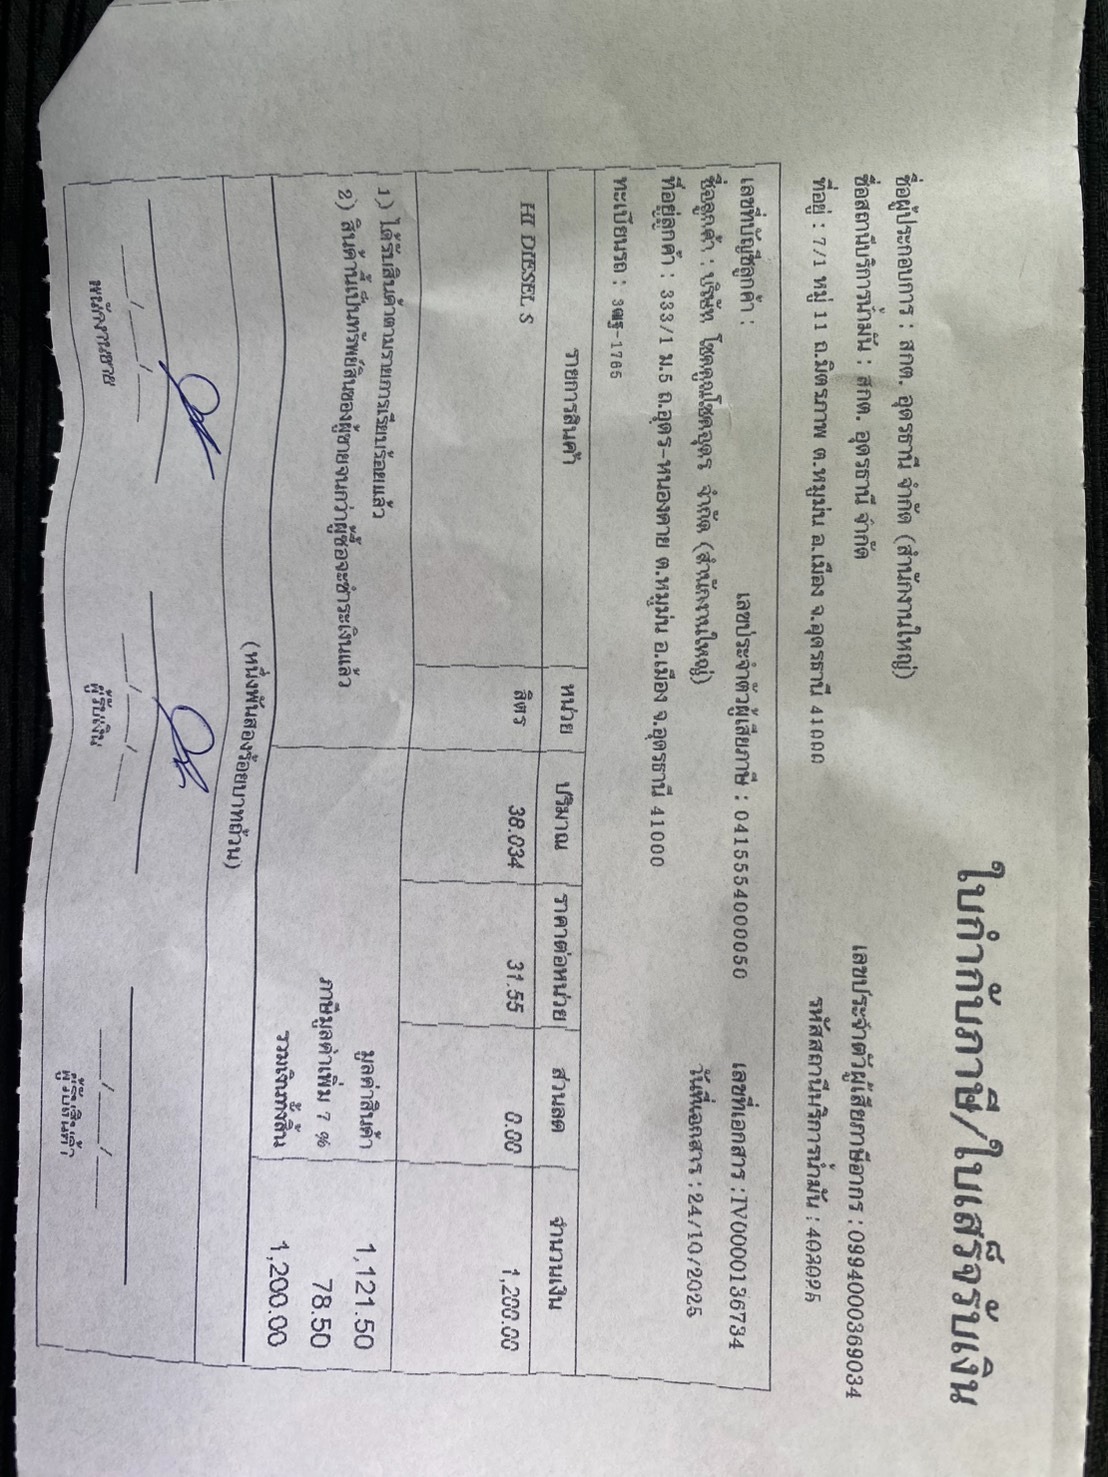 ใบกำกับภาษี/ใบเสร็จรับเงิน
ชื่อผู้ประกอบการ : สกต. อุดรธานี จำกัด (สำนักงานใหญ่) เลขประจำตัวผู้เสียภาษีอากร : 0994000369034
ชื่อสถานีบริการน้ำมัน : สกต. อุดรธานี จำกัด รหัสสถานีบริการน้ำมัน : 403025
ที่อยู่ : 7/1 หมู่ 11 ถ.มิตรภาพ ต.หมูม่น อ.เมือง จ.อุดรธานี 41000
เลขที่บัญชีลูกค้า : เลขประจำตัวผู้เสียภาษี : 0415554000050 เลขที่เอกสาร : IV0000136734
ชื่อลูกค้า : บริษัท โชคคูณโชคอุดร จำกัด (สำนักงานใหญ่) วันที่เอกสาร : 24/10/2025
ที่อยู่ลูกค้า : 333/1 ม.5 ถ.อุดร-หนองคาย ต.หมูม่น อ.เมือง จ.อุดรธานี 41000
ทะเบียนรถ : 3ฒฐ-1765
รายการสินค้า หน่วย ปริมาณ ราคาต่อหน่วย ส่วนลด จำนวนเงิน
HI DIESEL S ลิตร 38.034 31.55 0.00 1,200.00
1) ได้รับสินค้าตามรายการเรียบร้อยแล้ว มูลค่าสินค้า 1,121.50
2) สินค้านี้เป็นทรัพย์สินของผู้ขายจนกว่าผู้ซื้อจะชำระเงินแล้ว ภาษีมูลค่าเพิ่ม 7 % 78.50
รวมเงินทั้งสิ้น 1,200.00
(หนึ่งพันสองร้อยบาทถ้วน)
___/___/___ ___/___/___ ___/___/___
พนักงานขาย ผู้รับเงิน ผู้รับสินค้า